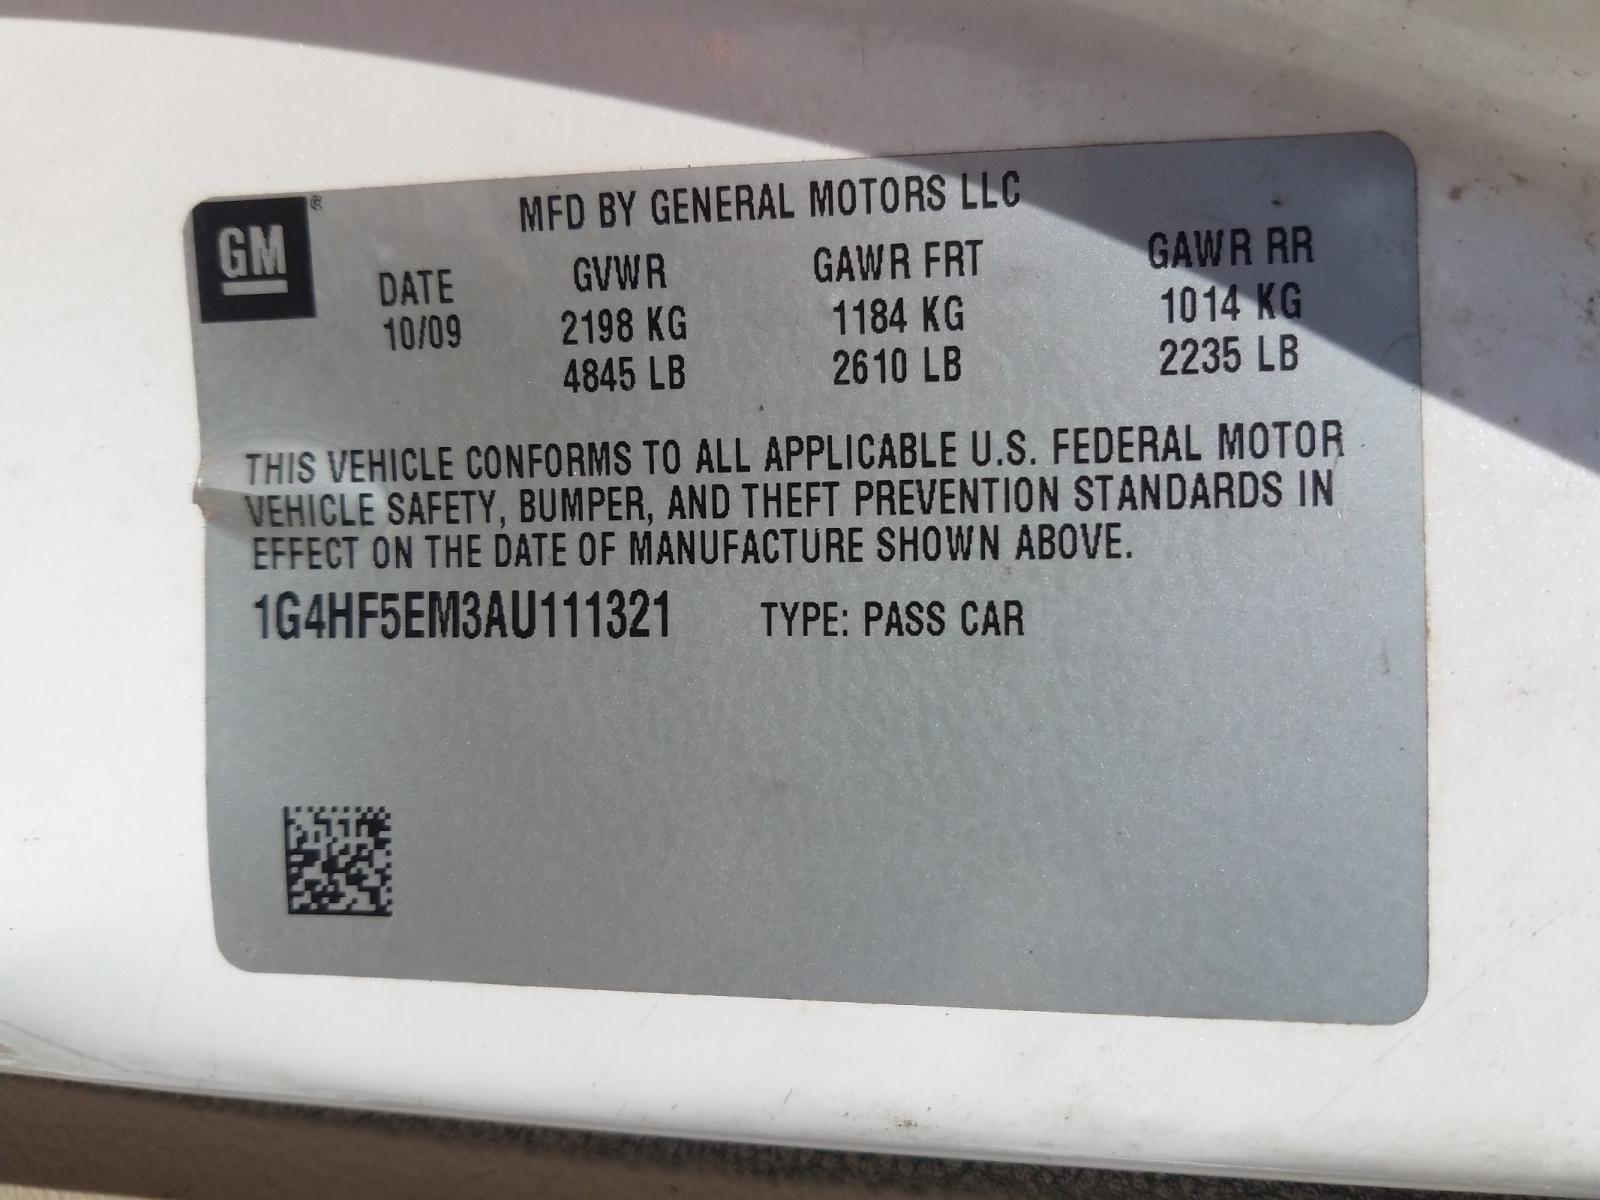 GM®
MFD BY GENERAL MOTORS LLC
DATE GVWR GAWR FRT GAWR RR
10/09 2198 KG 1184 KG 1014 KG
4845 LB 2610 LB 2235 LB
THIS VEHICLE CONFORMS TO ALL APPLICABLE U.S. FEDERAL MOTOR
VEHICLE SAFETY, BUMPER, AND THEFT PREVENTION STANDARDS IN
EFFECT ON THE DATE OF MANUFACTURE SHOWN ABOVE.
1G4HF5EM3AU111321 TYPE: PASS CAR